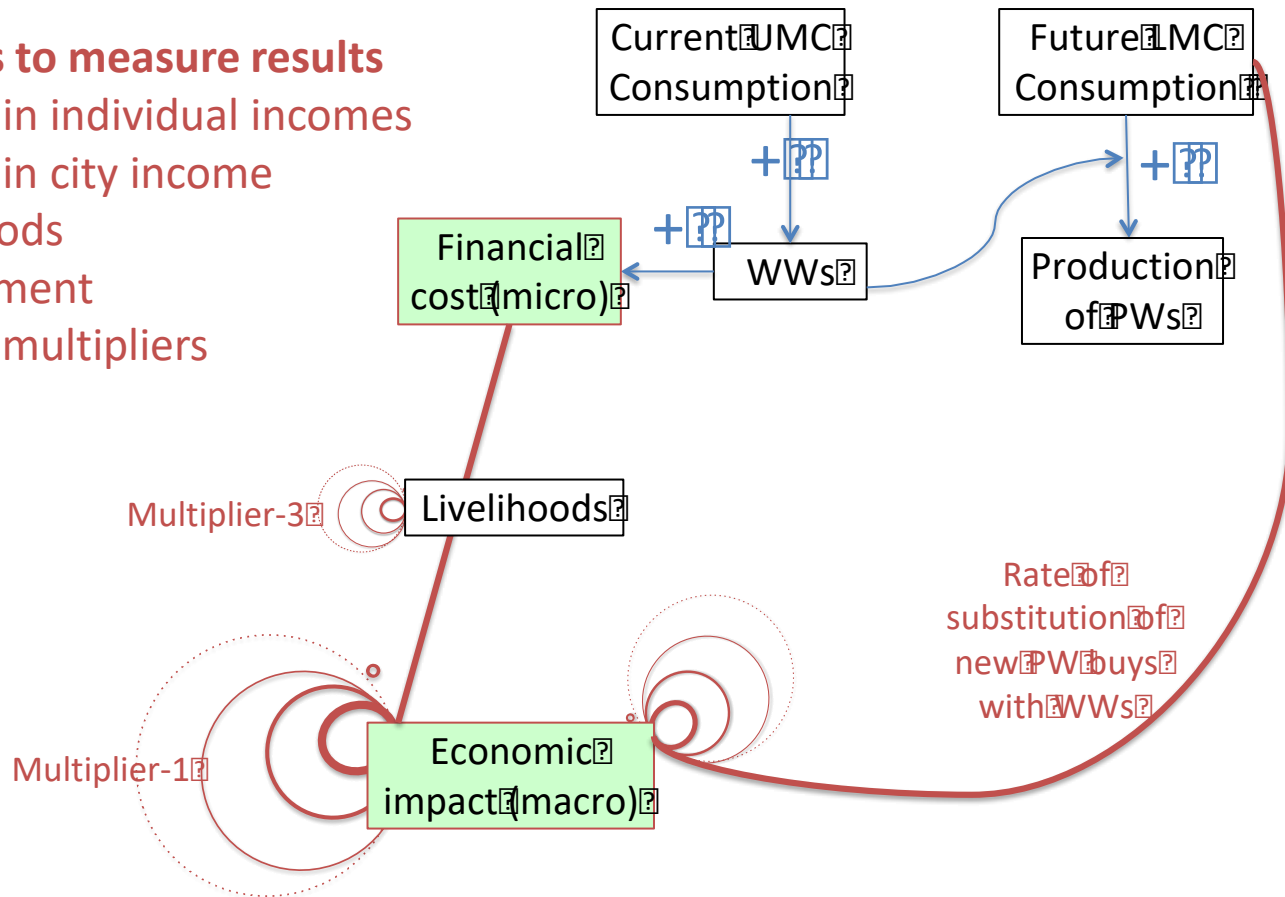 s to measure results
in individual incomes
in city income
oods
ment
multipliers
Current UMC
Consumption
Future LMC
Consumption
+
+
+
Financial
cost (micro)
WWs
Production
of PWs
Multiplier-3
Livelihoods
Rate of
substitution of
new PW buys
with WWs
Multiplier-1
Economic
impact (macro)